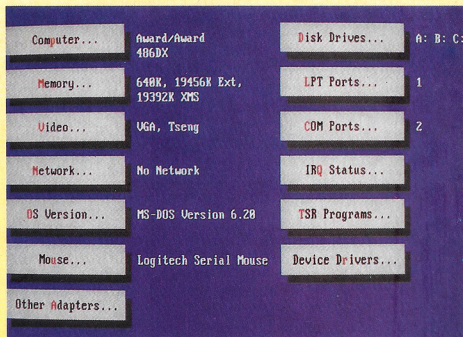 Computer...
Award/Award
486DX
Memory...
640K, 19456K Ext,
19392K XMS
Video...
VGA, Tseng
Network...
No Network
OS Version...
MS-DOS Version 6.20
Mouse...
Logitech Serial Mouse
Other Adapters...
Disk Drives...
A: B: C:
LPT Ports...
1
COM Ports...
2
IRQ Status...
TSR Programs...
Device Drivers...